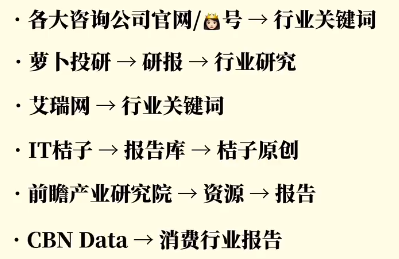 · 各大咨询公司官网/👸🏻号 → 行业关键词
· 萝卜投研 → 研报 → 行业研究
· 艾瑞网 → 行业关键词
· IT桔子 → 报告库 → 桔子原创
· 前瞻产业研究院 → 资源 → 报告
· CBN Data → 消费行业报告